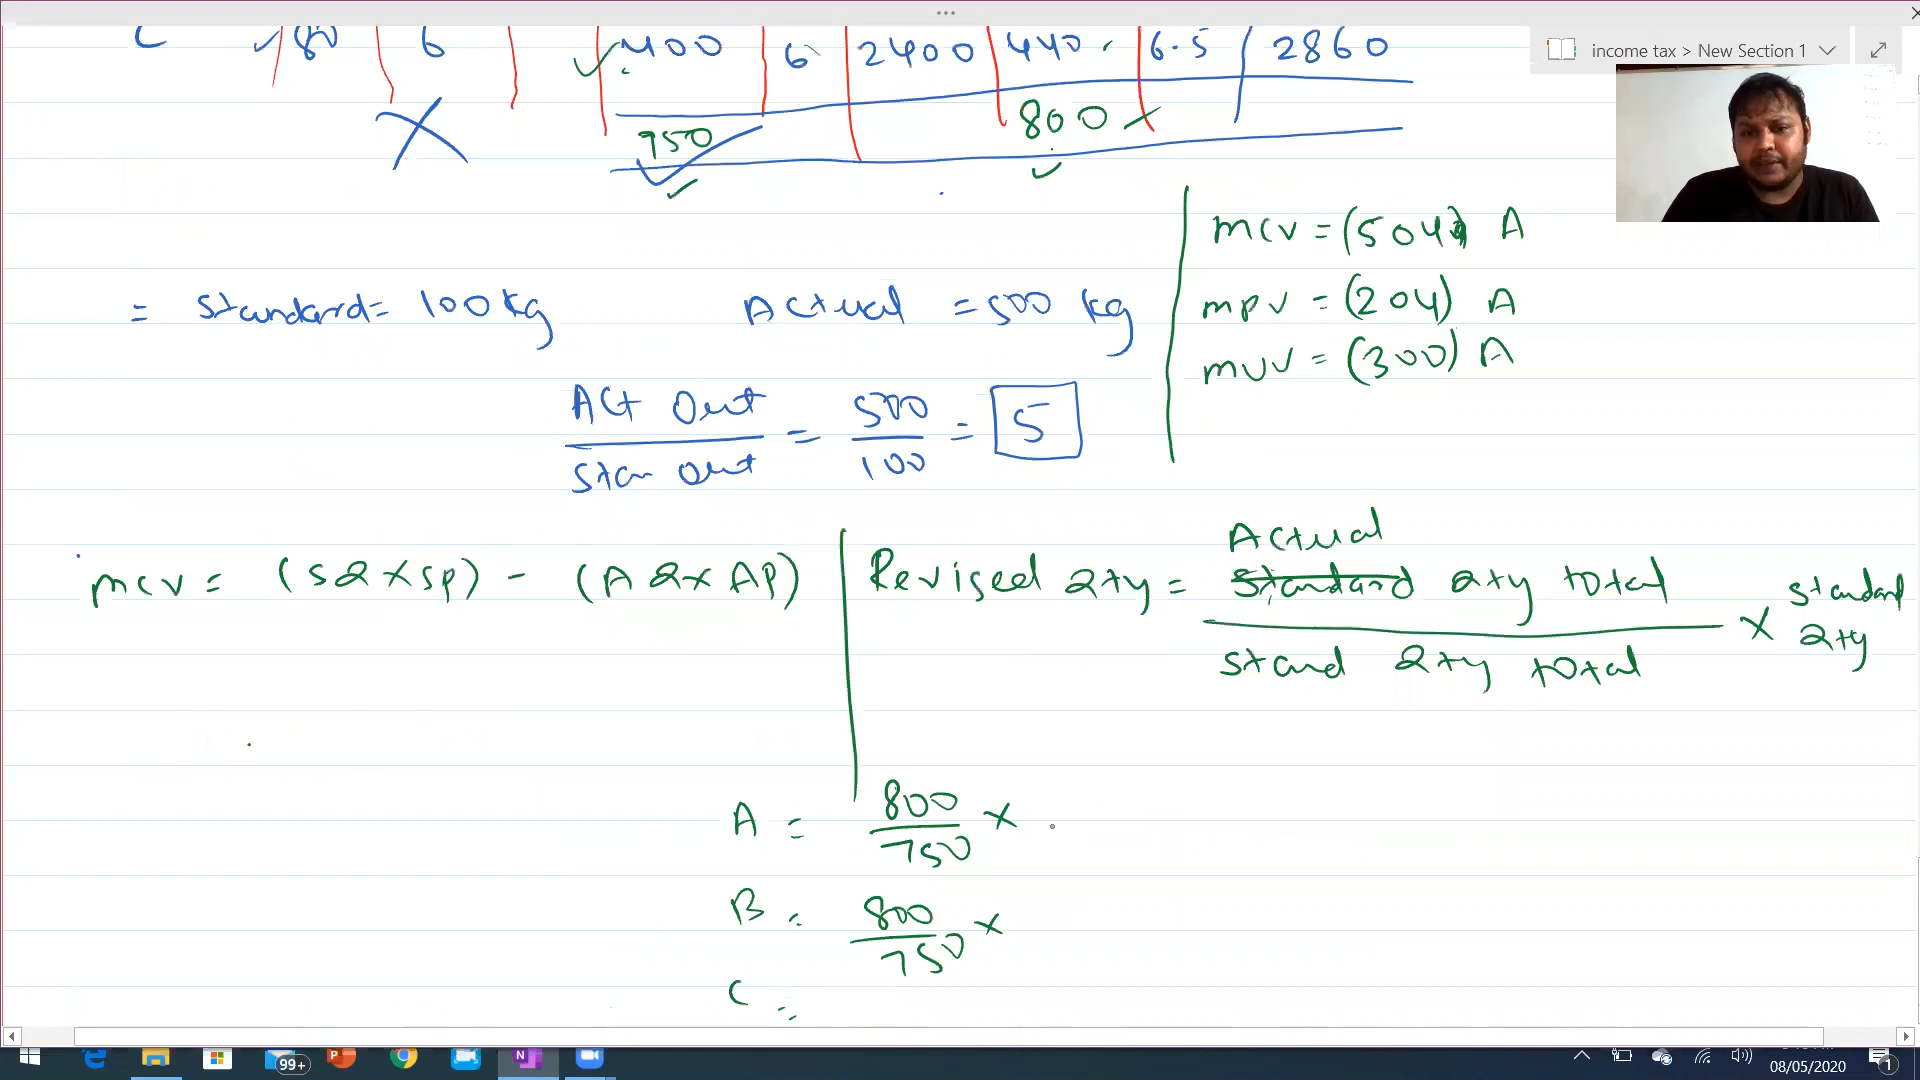 C 80 6 400 6 2400 440 6.5 2860
income tax > New Section 1
750 800
mcv = (504) A
= Standard = 100 kg Actual = 500 kg
mpv = (204) A
muv = (300) A
Act Out / Stan Out = 500 / 100 = 5
mcv = (SQ x SP) - (AQ x AP)
Actual
Revised Qty = Standard Qty total / Stand Qty total x Standard Qty
A = 800 / 750 x
B = 800 / 750 x
C =
99+
08/05/2020
1